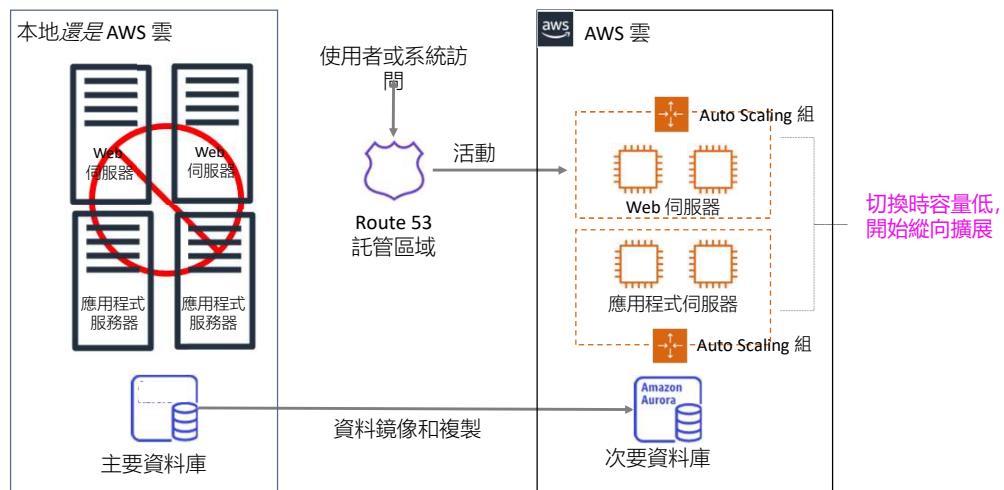 本地還是 AWS 雲
Web
伺服器
Web
伺服器
應用程式
服務器
應用程式
服務器
主要資料庫
使用者或系統訪
間
活動
Route 53
託管區域
資料鏡像和複製
aws
AWS 雲
Auto Scaling 組
Web 伺服器
應用程式伺服器
Auto Scaling 組
Amazon
Aurora
次要資料庫
切換時容量低,
開始縱向擴展